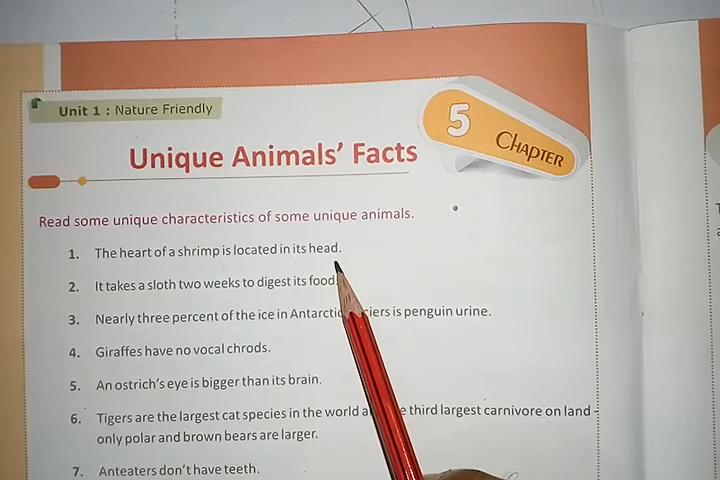 Unit 1 : Nature Friendly
5
CHAPTER
Unique Animals' Facts
Read some unique characteristics of some unique animals.
1. The heart of a shrimp is located in its head.
2. It takes a sloth two weeks to digest its food.
3. Nearly three percent of the ice in Antarctic is penguin urine.
4. Giraffes have no vocal chrods.
5. An ostrich's eye is bigger than its brain.
6. Tigers are the largest cat species in the world third largest carnivore on land -
only polar and brown bears are larger.
7. Anteaters don't have teeth.